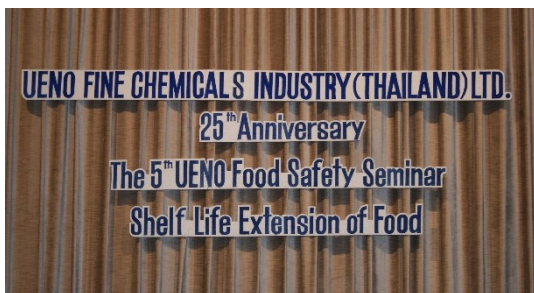 UENO FINE CHEMICALS INDUSTRY(THAILAND)LTD.
25th Anniversary
The 5th UENO Food Safety Seminar
Shelf Life Extension of Food